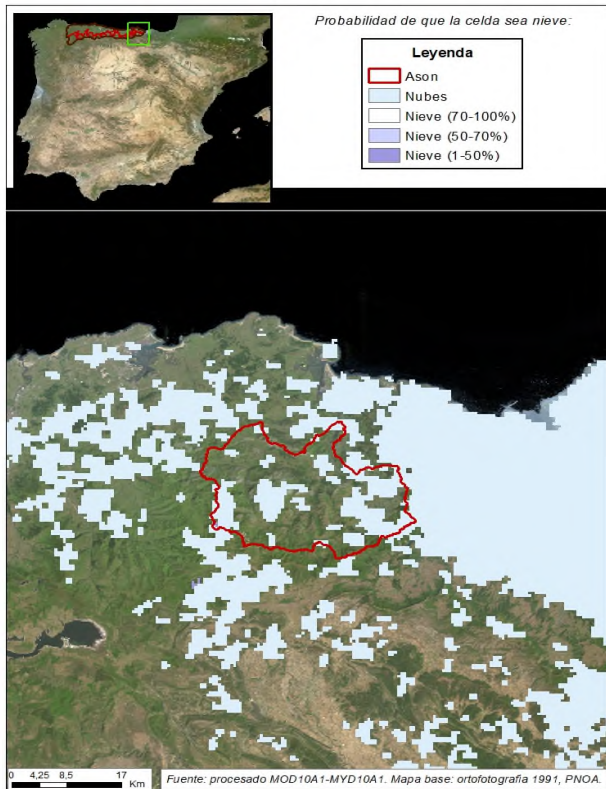 Probabilidad de que la celda sea nieve:
Leyenda
Ason
Nubes
Nieve (70-100%)
Nieve (50-70%)
Nieve (1-50%)
0 4,25 8,5 17
Km
Fuente: procesado MOD10A1-MYD10A1. Mapa base: ortofotografia 1991, PNOA.